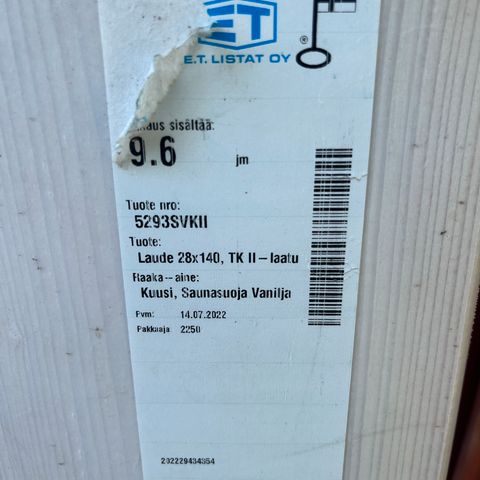 ET
E.T. LISTAT OY
sisältää:
9.6 jm
Tuote nro:
5293SVKII
Tuote:
Laude 28x140, TK II-laatu
Raaka-aine:
Kuusi, Saunasuoja Vanilja
Pvm: 14.07.2022
Pakkaaja: 2250